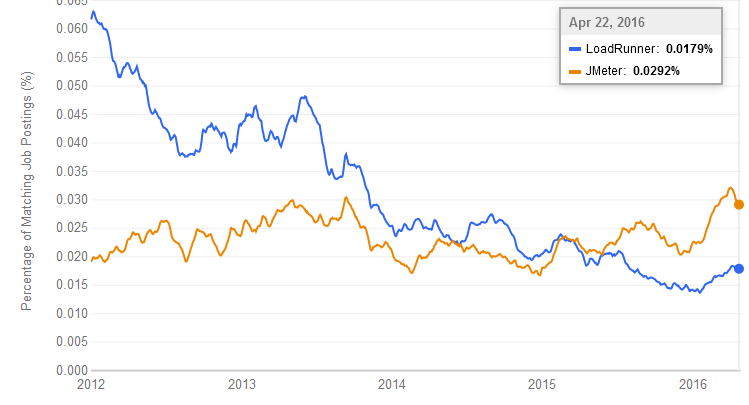 0.065
Apr 22, 2016
LoadRunner: 0.0179%
JMeter: 0.0292%
0.060
0.055
0.050
0.045
0.040
0.035
0.030
0.025
0.020
0.015
0.010
0.005
0.000
Percentage of Matching Job Postings (%)
2012 2013 2014 2015 2016